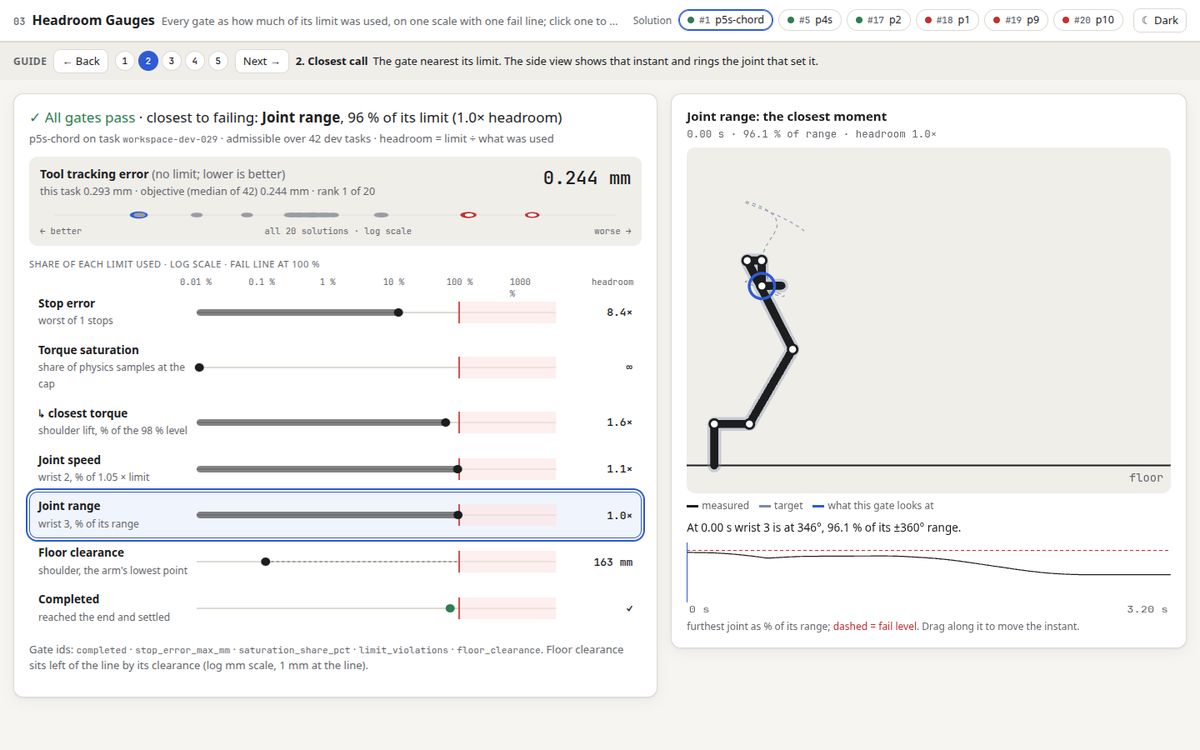 03 Headroom Gauges Every gate as how much of its limit was used, on one scale with one fail line; click one to ... Solution #1 p5s-chord #5 p4s #17 p2 #18 p1 #19 p9 #20 p10 ☾ Dark
GUIDE ← Back 1 2 3 4 5 Next → 2. Closest call The gate nearest its limit. The side view shows that instant and rings the joint that set it.
✓ All gates pass · closest to failing: Joint range, 96 % of its limit (1.0× headroom)
p5s-chord on task workspace-dev-029 · admissible over 42 dev tasks · headroom = limit ÷ what was used
Tool tracking error (no limit; lower is better) 0.244 mm
this task 0.293 mm · objective (median of 42) 0.244 mm · rank 1 of 20
← better all 20 solutions · log scale worse →
SHARE OF EACH LIMIT USED · LOG SCALE · FAIL LINE AT 100 %
0.01 % 0.1 % 1 % 10 % 100 % 1000 % headroom
Stop error
worst of 1 stops 8.4×
Torque saturation
share of physics samples at the cap ∞
↳ closest torque
shoulder lift, % of the 98 % level 1.6×
Joint speed
wrist 2, % of 1.05 × limit 1.1×
Joint range
wrist 3, % of its range 1.0×
Floor clearance
shoulder, the arm's lowest point 163 mm
Completed
reached the end and settled ✓
Gate ids: completed · stop_error_max_mm · saturation_share_pct · limit_violations · floor_clearance. Floor clearance
sits left of the line by its clearance (log mm scale, 1 mm at the line).
Joint range: the closest moment
0.00 s · 96.1 % of range · headroom 1.0×
floor
measured target what this gate looks at
At 0.00 s wrist 3 is at 346°, 96.1 % of its ±360° range.
0 s 3.20 s
furthest joint as % of its range; dashed = fail level. Drag along it to move the instant.